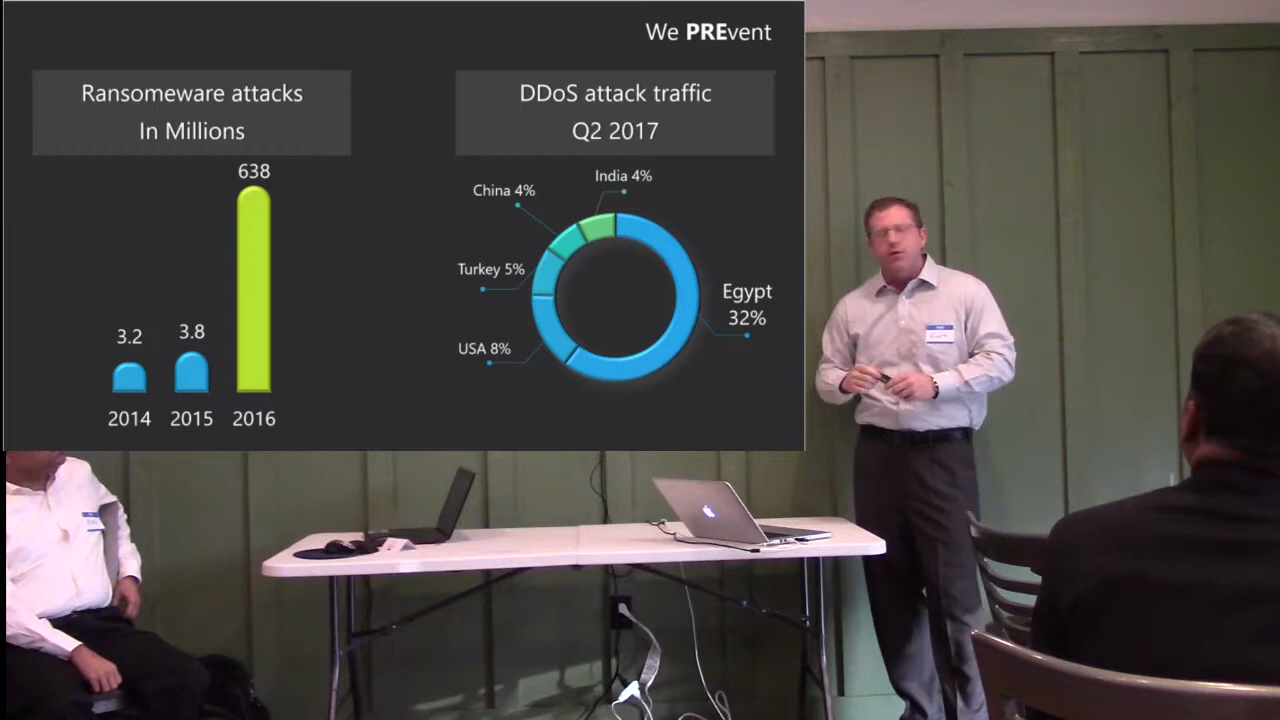 We PREvent
Ransomeware attacks
In Millions
638
3.8
3.2
2014 2015 2016
DDoS attack traffic
Q2 2017
India 4%
China 4%
Turkey 5%
Egypt
32%
USA 8%